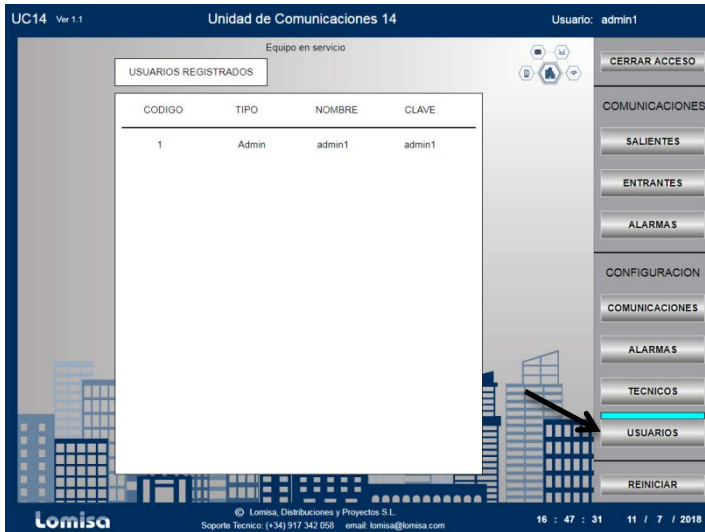 UC14 Ver 1.1
Unidad de Comunicaciones 14
Usuario: admin1
Equipo en servicio
USUARIOS REGISTRADOS
CODIGO TIPO NOMBRE CLAVE
1 Admin admin1 admin1
CERRAR ACCESO
COMUNICACIONES
SALIENTES
ENTRANTES
ALARMAS
CONFIGURACION
COMUNICACIONES
ALARMAS
TECNICOS
USUARIOS
REINICIAR
Lomisa
© Lomisa, Distribuciones y Proyectos S.L.
Soporte Tecnico: (+34) 917 342 058 email: lomisa@lomisa.com
16 : 47 : 31 11 / 7 / 2018